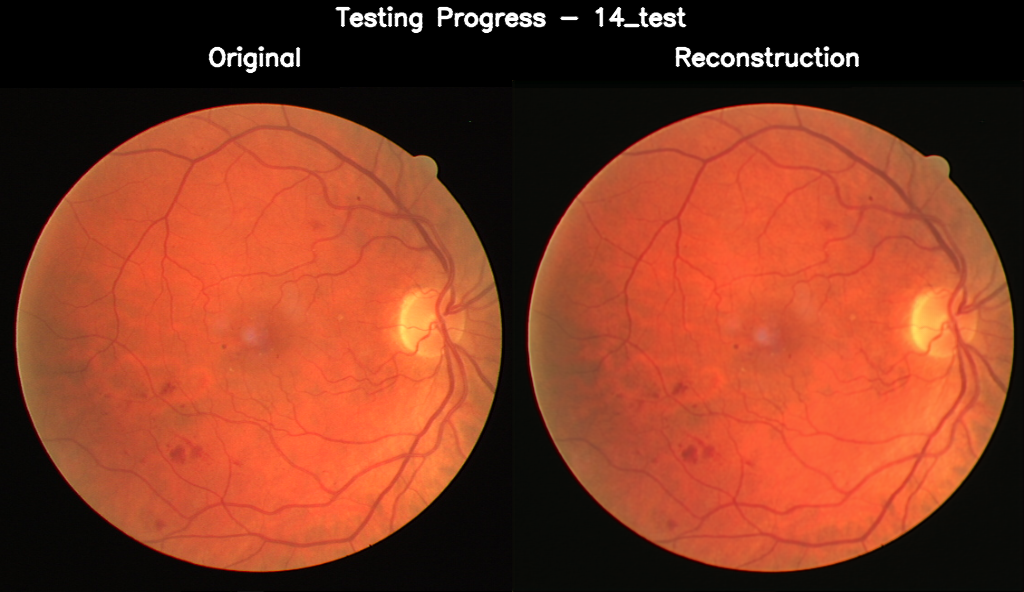 Testing Progress - 14_test
Original
Reconstruction